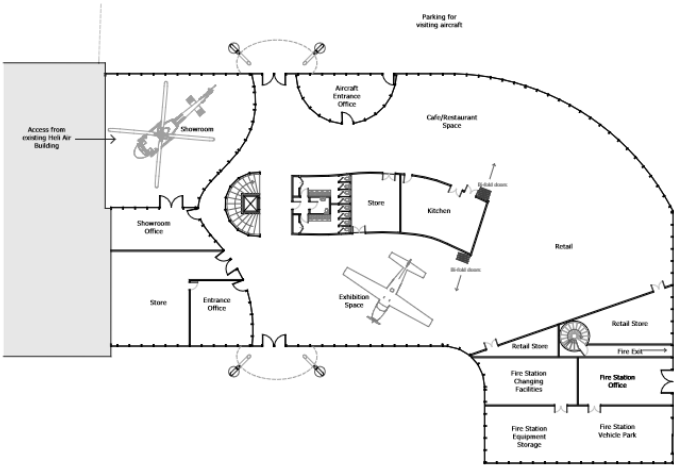 Parking for
visiting aircraft
Aircraft
Entrance
Office
Cafe/Restaurant
Space
Access from
existing Heli Air
Building
Showroom
Bi-fold doors
Store
Kitchen
Showroom
Office
Retail
Bi-fold doors
Store
Entrance
Office
Exhibition
Space
Retail Store
Retail Store
Fire Exit
Fire Station
Changing
Facilities
Fire Station
Office
Fire Station
Equipment
Storage
Fire Station
Vehicle Park